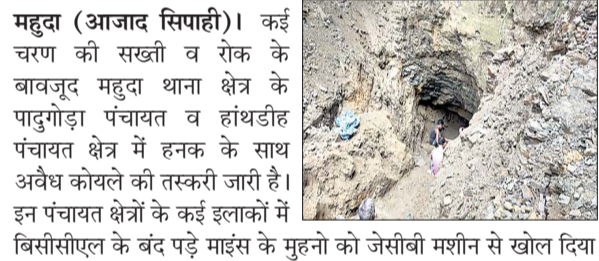 महुदा (आजाद सिपाही)। कई
चरण की सख्ती व रोक के
बावजूद महुदा थाना क्षेत्र के
पादुगोड़ा पंचायत व हांथडीह
पंचायत क्षेत्र में हनक के साथ
अवैध कोयले की तस्करी जारी है।
इन पंचायत क्षेत्रों के कई इलाकों में
बिसीसीएल के बंद पड़े माइंस के मुहनो को जेसीबी मशीन से खोल दिया